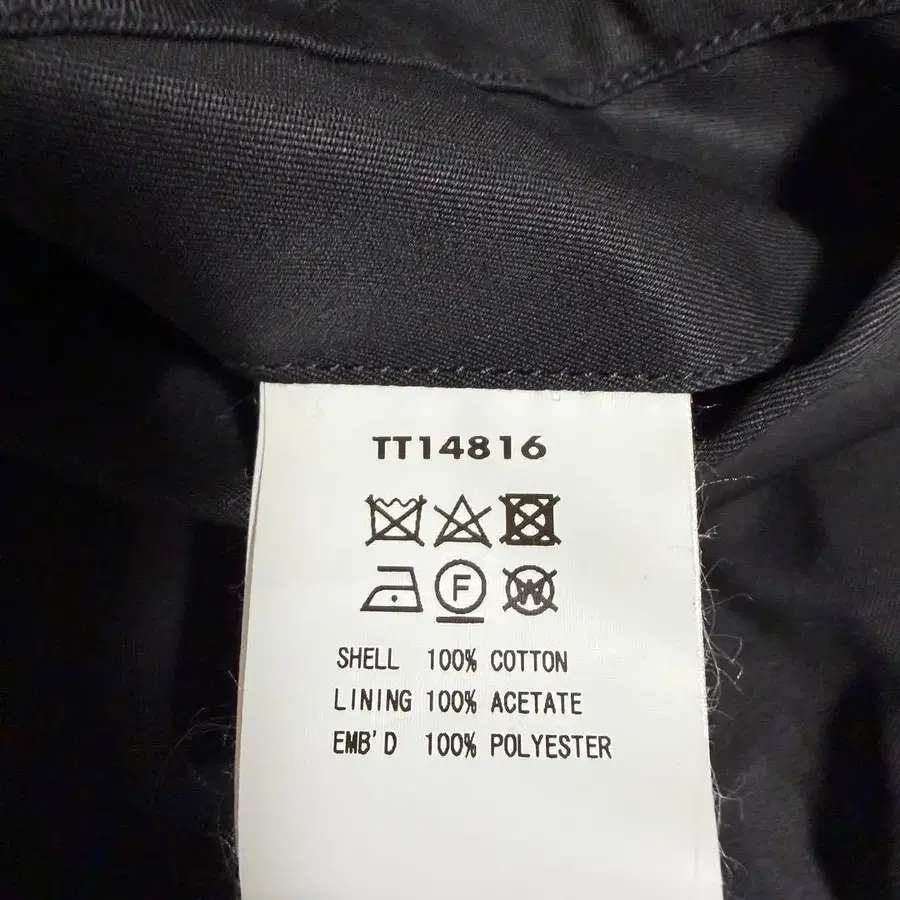 TT14816
F W
SHELL 100% COTTON
LINING 100% ACETATE
EMB'D 100% POLYESTER